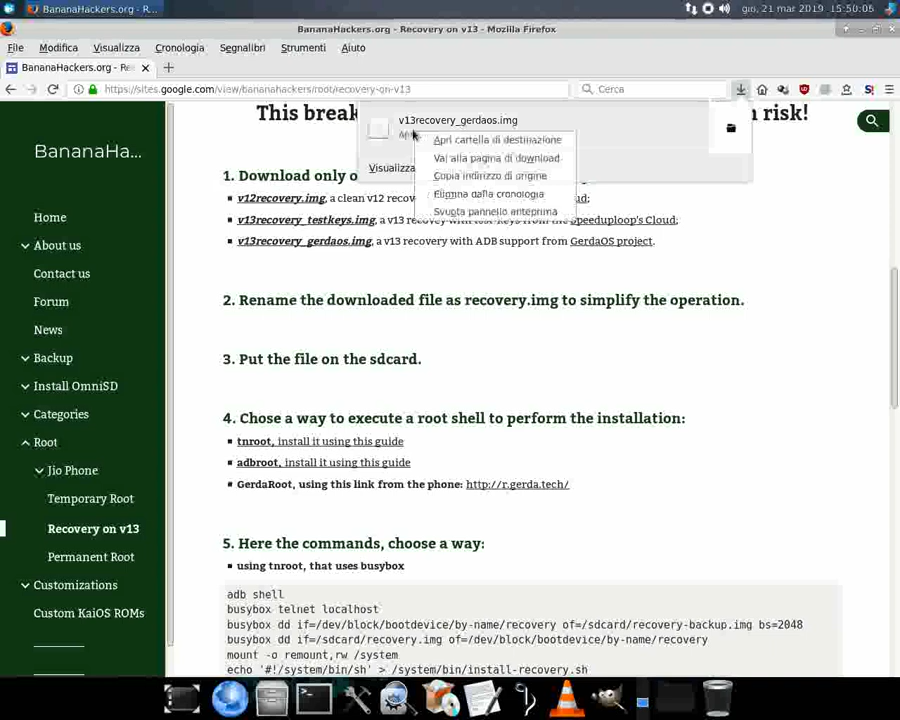 BananaHackers.org - R...
gio, 21 mar 2019
15:50:05
BananaHackers.org - Recovery on v13 - Mozilla Firefox
File Modifica Visualizza Cronologia Segnalibri Strumenti Aiuto
BananaHackers.org - Re
https://sites.google.com/view/bananahackers/root/recovery-on-v13
Cerca
This break
risk!
v13recovery_gerdaos.img
Apri cartella di destinazione
Vai alla pagina di download
Copia indirizzo di origine
Elimina dalla cronologia
Svuota pannello anteprima
Visualizza
BananaHa...
Home
About us
Contact us
Forum
News
Backup
Install OmniSD
Categories
Root
Jio Phone
Temporary Root
Recovery on v13
Permanent Root
Customizations
Custom KaiOS ROMs
1. Download only o
v12recovery.img, a clean v12 recov
d;
v13recovery_testkeys.img, a v13 recovery with test-keys from the Speeduploop's Cloud;
v13recovery_gerdaos.img, a v13 recovery with ADB support from GerdaOS project.
2. Rename the downloaded file as recovery.img to simplify the operation.
3. Put the file on the sdcard.
4. Chose a way to execute a root shell to perform the installation:
tnroot, install it using this guide
adbroot, install it using this guide
GerdaRoot, using this link from the phone: http://r.gerda.tech/
5. Here the commands, choose a way:
using tnroot, that uses busybox
adb shell
busybox telnet localhost
busybox dd if=/dev/block/bootdevice/by-name/recovery of=/sdcard/recovery-backup.img bs=2048
busybox dd if=/sdcard/recovery.img of=/dev/block/bootdevice/by-name/recovery
mount -o remount,rw /system
echo '#!/system/bin/sh' > /system/bin/install-recovery.sh